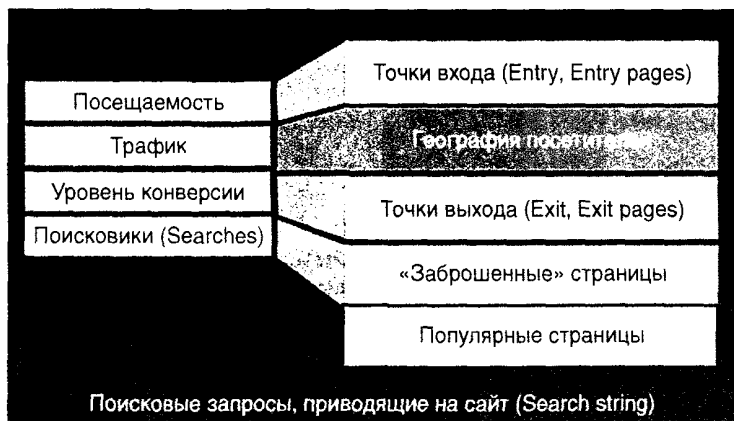 Посещаемость
Трафик
Уровень конверсии
Поисковики (Searches)
Точки входа (Entry, Entry pages)
География
Точки выхода (Exit, Exit pages)
«Заброшенные» страницы
Популярные страницы
Поисковые запросы, приводящие на сайт (Search string)